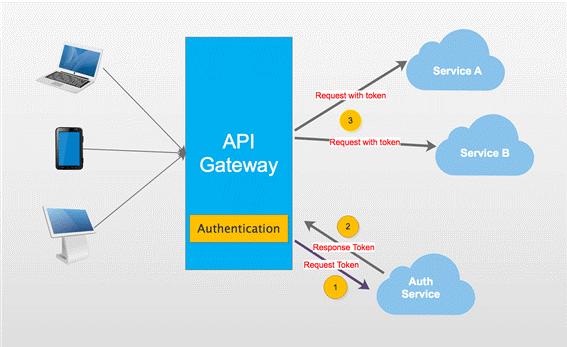 Service A
Request with token
3
Request with token
Service B
API
Gateway
Authentication
2
Response Token
Request Token
1
Auth
Service